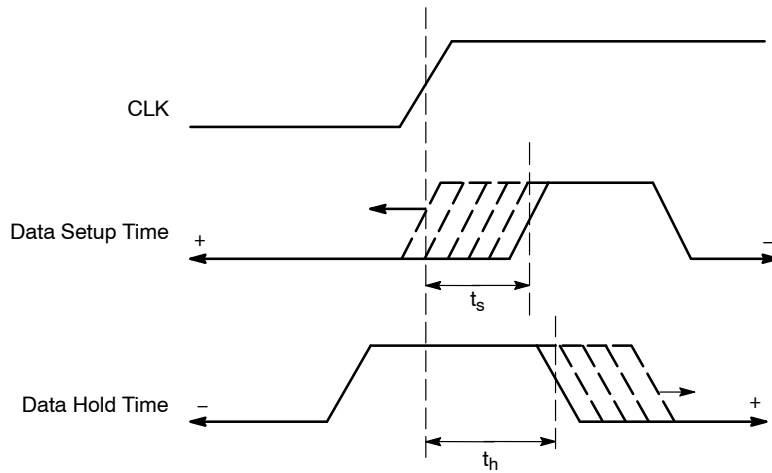 CLK
Data Setup Time
+
−
ts
Data Hold Time
−
+
th